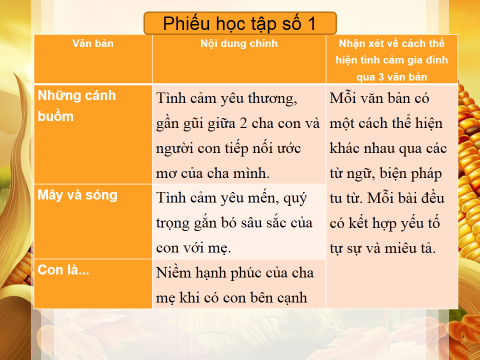 Phiếu học tập số 1
Văn bản
Nội dung chính
Nhận xét về cách thể
hiện tình cảm gia đình
qua 3 văn bản
Những cánh
buồm
Tình cảm yêu thương,
gần gũi giữa 2 cha con và
người con tiếp nối ước
mơ của cha mình.
Mỗi văn bản có
một cách thể hiện
khác nhau qua các
từ ngữ, biện pháp
tu từ. Mỗi bài đều
có kết hợp yếu tố
tự sự và miêu tả.
Mây và sóng
Tình cảm yêu mến, quý
trọng gắn bó sâu sắc của
con với mẹ.
Con là...
Niềm hạnh phúc của cha
mẹ khi có con bên cạnh